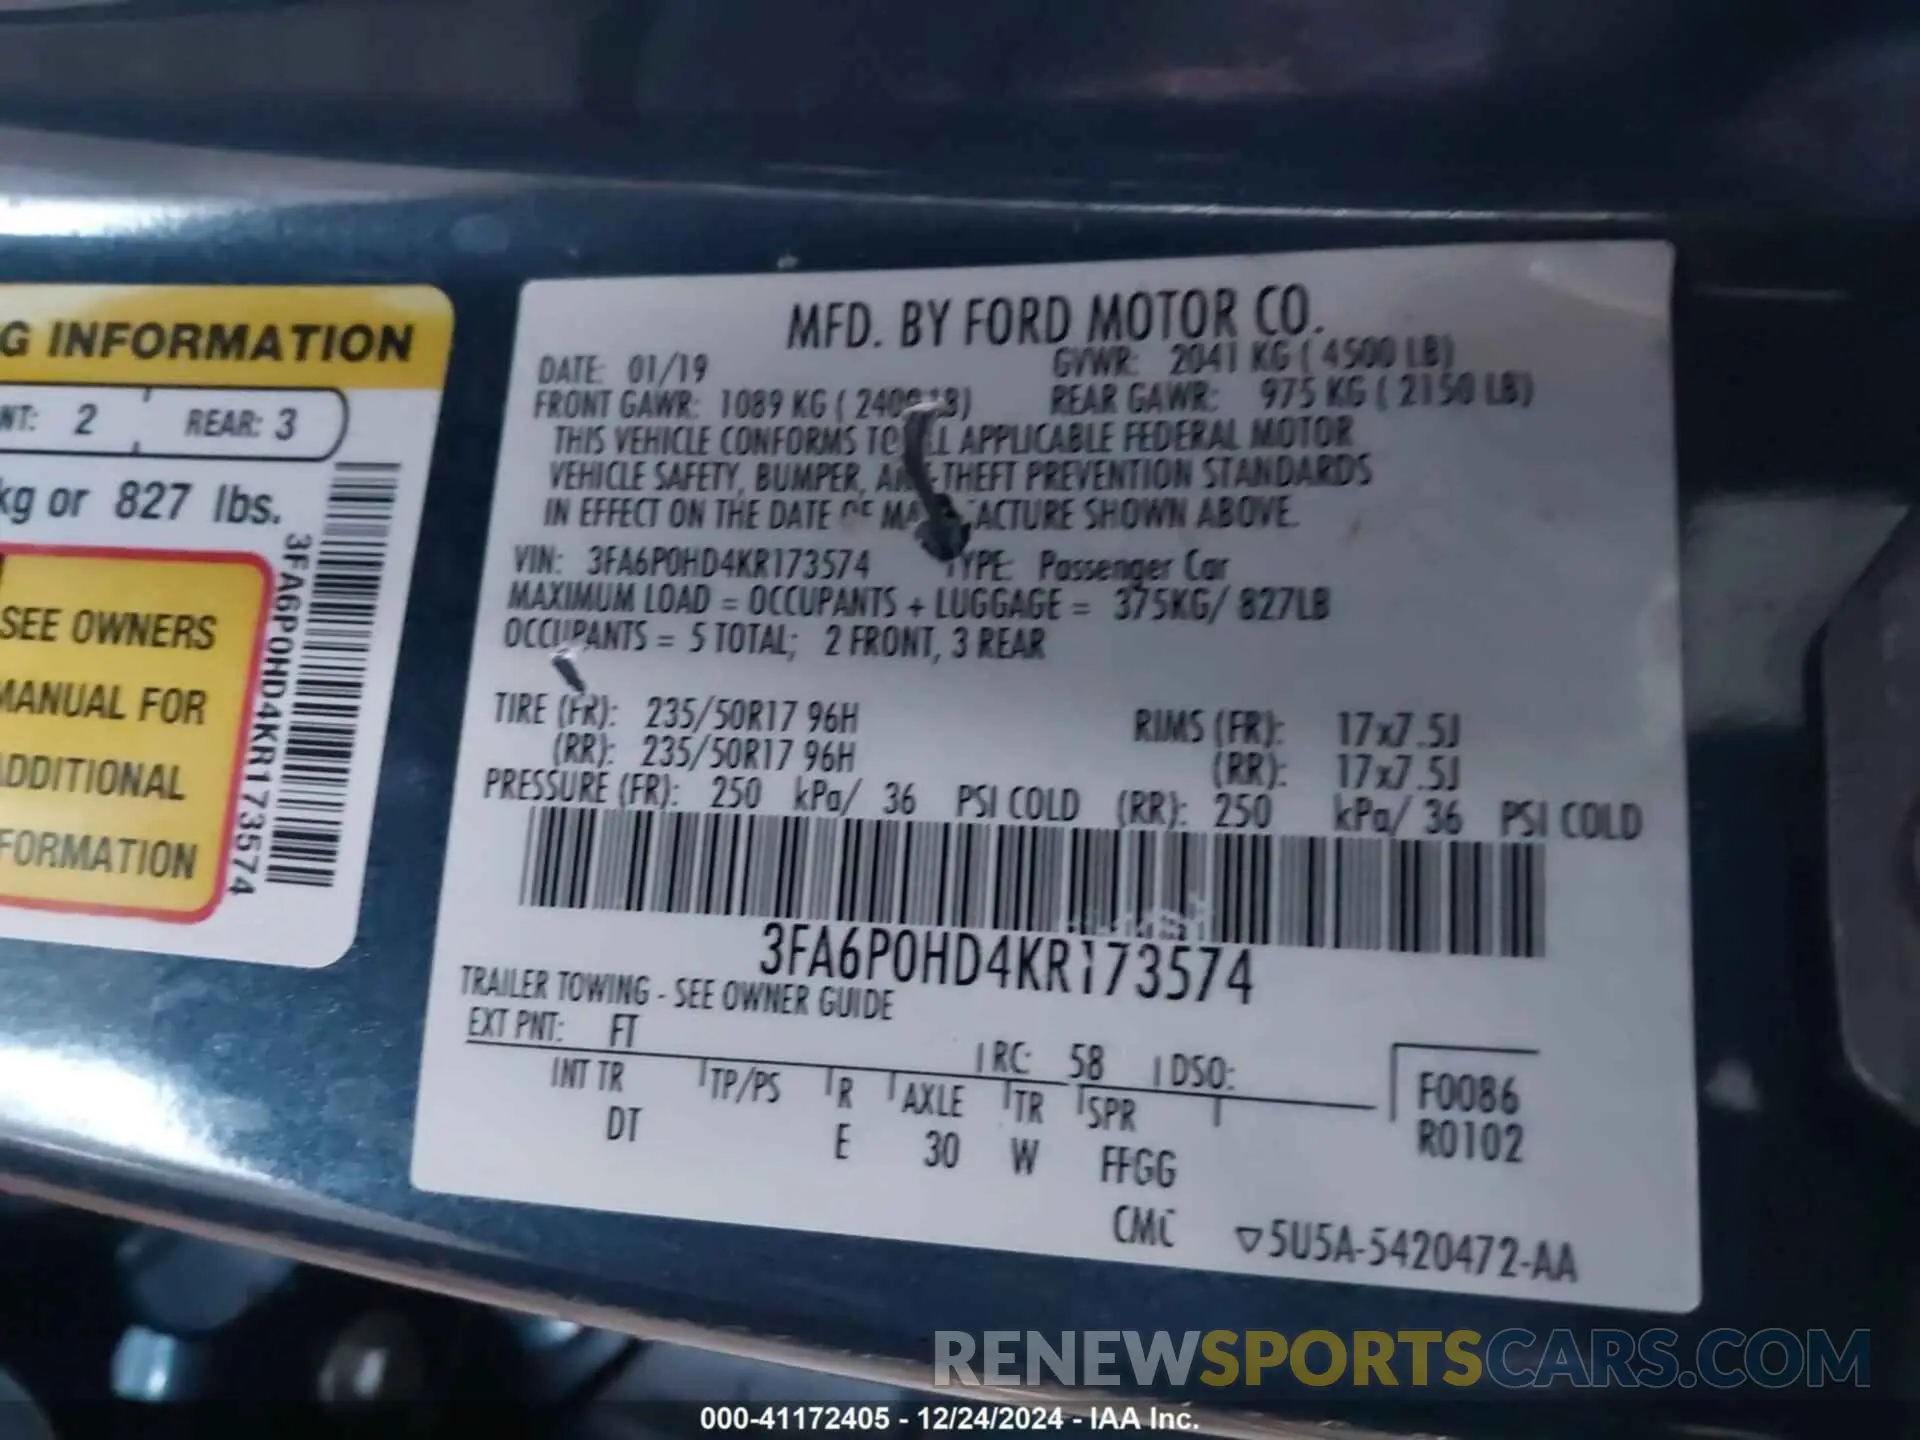 G INFORMATION
NT: 2 REAR: 3
kg or 827 lbs.
SEE OWNERS
MANUAL FOR
ADDITIONAL
FORMATION
3FA6P0HD4KR173574
MFD. BY FORD MOTOR CO.
DATE: 01/19 GVWR: 2041 KG ( 4500 LB)
FRONT GAWR: 1089 KG ( 2400 LB) REAR GAWR: 975 KG ( 2150 LB)
THIS VEHICLE CONFORMS TO ALL APPLICABLE FEDERAL MOTOR
VEHICLE SAFETY, BUMPER, AND THEFT PREVENTION STANDARDS
IN EFFECT ON THE DATE OF MANUFACTURE SHOWN ABOVE.
VIN: 3FA6P0HD4KR173574 TYPE: Passenger Car
MAXIMUM LOAD = OCCUPANTS + LUGGAGE = 375KG/ 827LB
OCCUPANTS = 5 TOTAL; 2 FRONT, 3 REAR
TIRE (FR): 235/50R17 96H RIMS (FR): 17x7.5J
(RR): 235/50R17 96H (RR): 17x7.5J
PRESSURE (FR): 250 kPa/ 36 PSI COLD (RR): 250 kPa/ 36 PSI COLD
3FA6P0HD4KR173574
TRAILER TOWING - SEE OWNER GUIDE
EXT PNT: FT RC: 58 DSO:
INT TR TP/PS R AXLE TR SPR F0086
DT E 30 W FFGG R0102
CMC ▽5U5A-5420472-AA
RENEWSPORTSCARS.COM
000-41172405 - 12/24/2024 - IAA Inc.